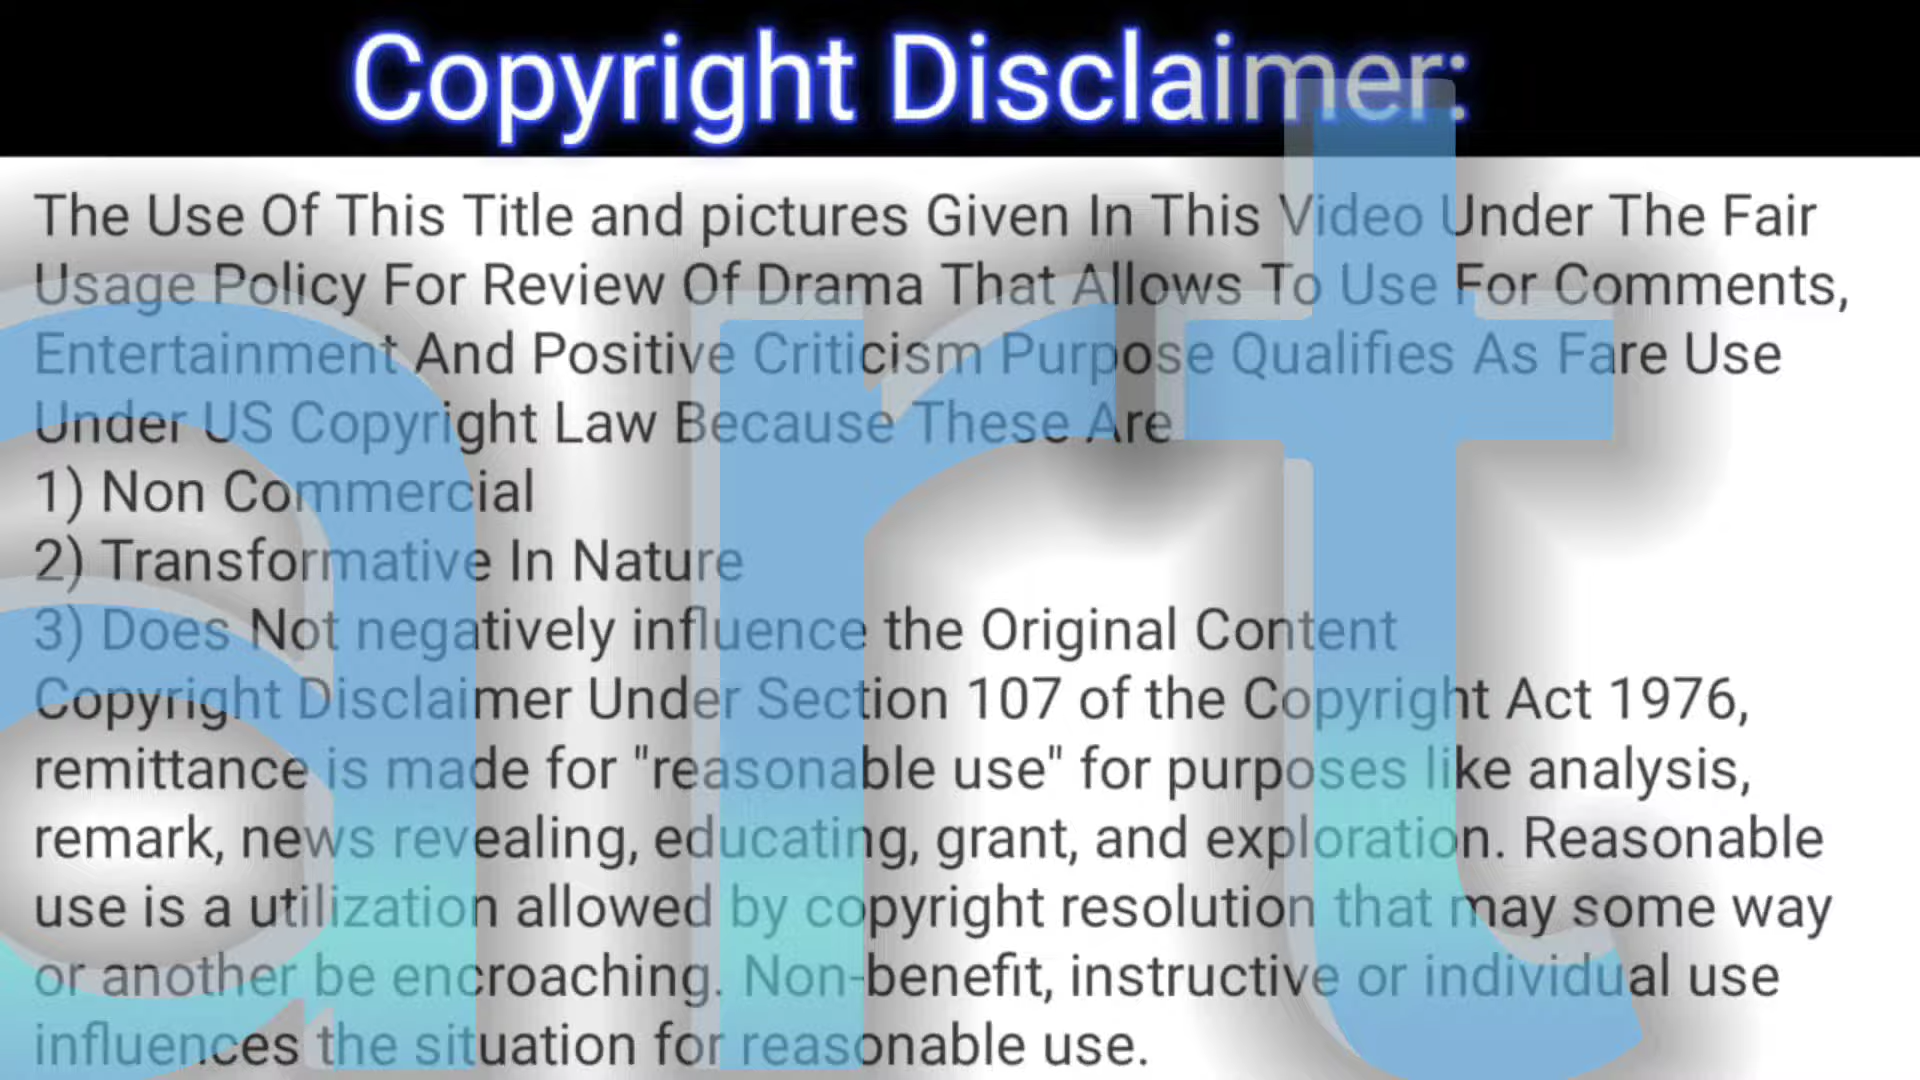 Copyright Disclaimer:
The Use Of This Title and pictures Given In This Video Under The Fair
Usage Policy For Review Of Drama That Allows To Use For Comments,
Entertainment And Positive Criticism Purpose Qualifies As Fare Use
Under US Copyright Law Because These Are
1) Non Commercial
2) Transformative In Nature
3) Does Not negatively influence the Original Content
Copyright Disclaimer Under Section 107 of the Copyright Act 1976,
remittance is made for "reasonable use" for purposes like analysis,
remark, news revealing, educating, grant, and exploration. Reasonable
use is a utilization allowed by copyright resolution that may some way
or another be encroaching. Non-benefit, instructive or individual use
influences the situation for reasonable use.
art